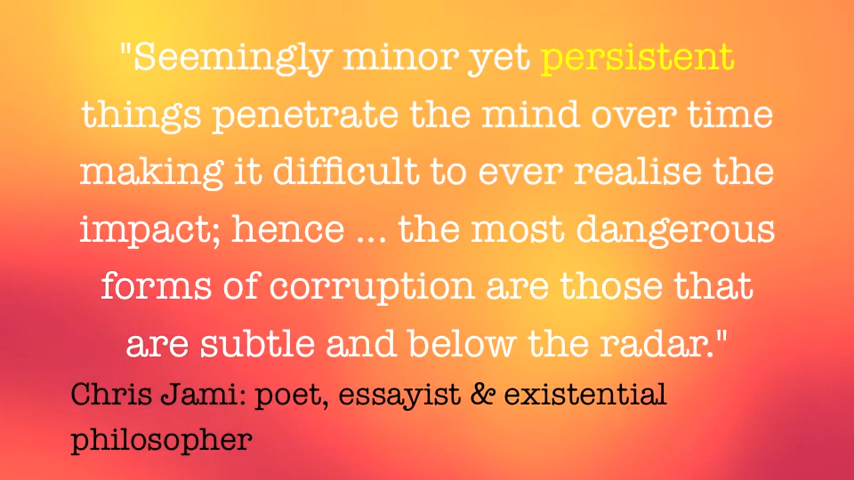 "Seemingly minor yet persistent
things penetrate the mind over time
making it difficult to ever realise the
impact; hence ... the most dangerous
forms of corruption are those that
are subtle and below the radar."
Chris Jami: poet, essayist & existential
philosopher